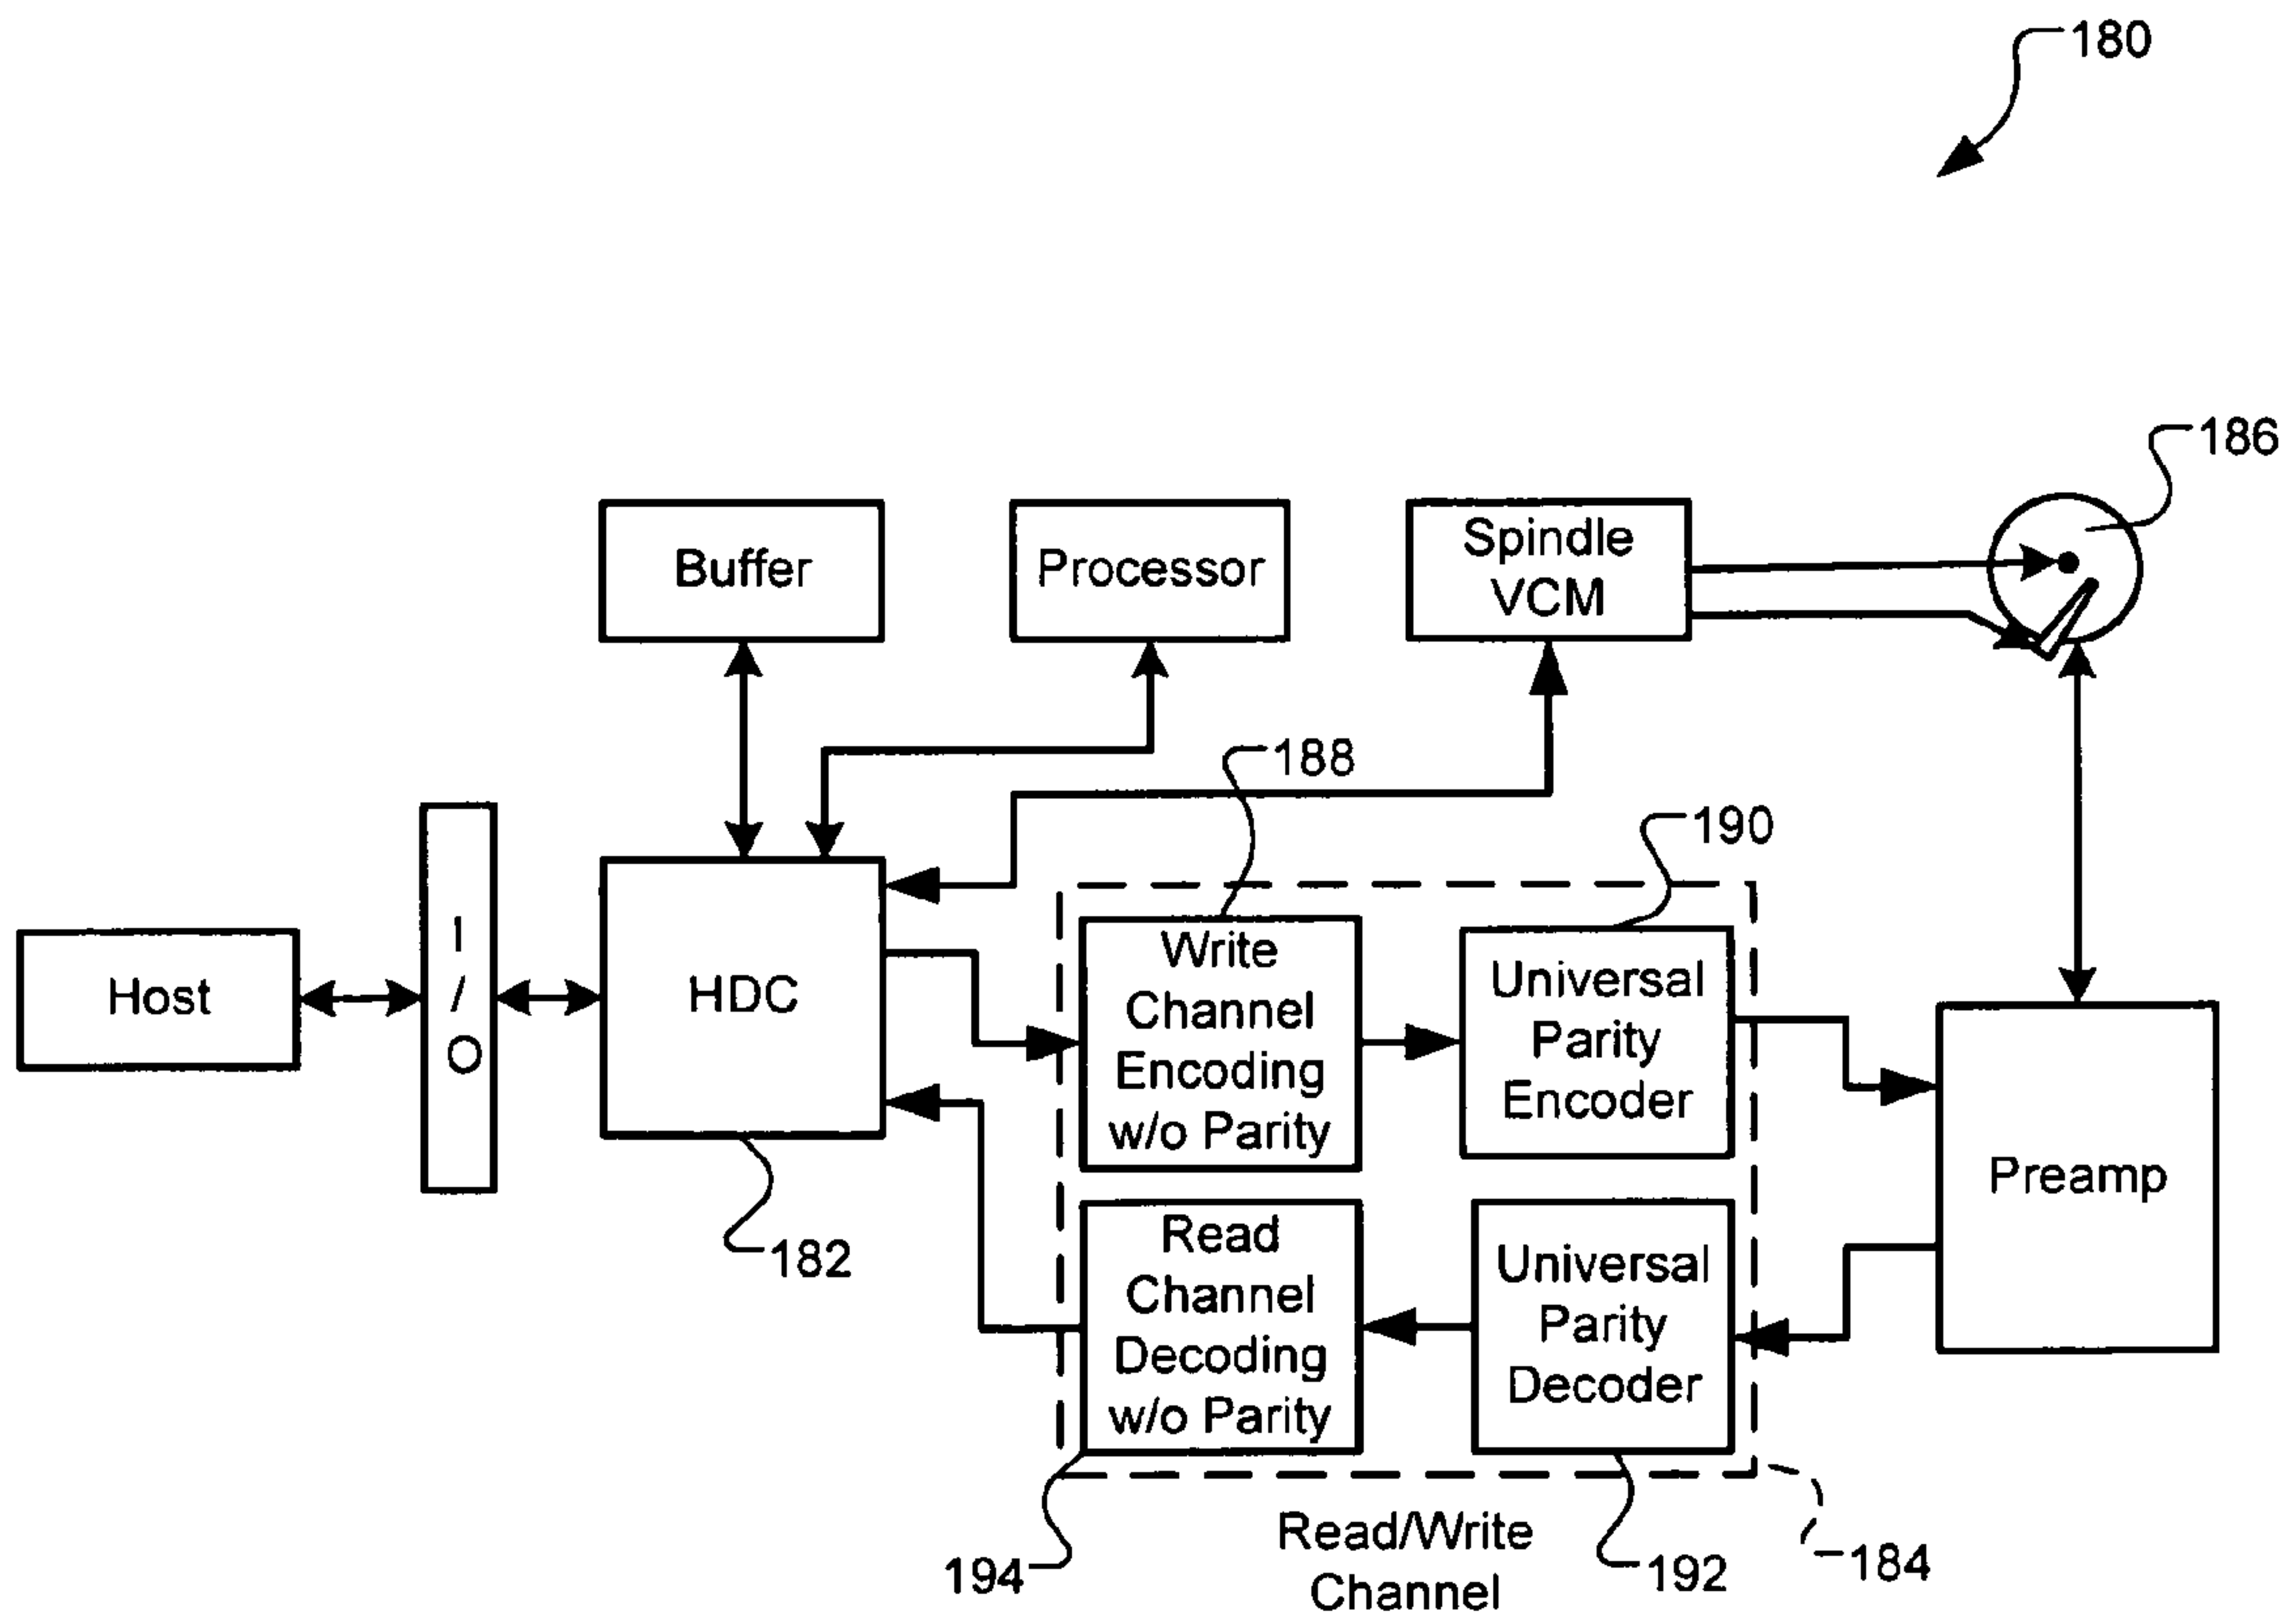 180
186
Buffer
Processor
Spindle
VCM
188
190
I
/
O
Host
HDC
Write
Channel
Encoding
w/o Parity
Universal
Parity
Encoder
Preamp
182
Read
Channel
Decoding
w/o Parity
Universal
Parity
Decoder
194
Read/Write
Channel
192
184